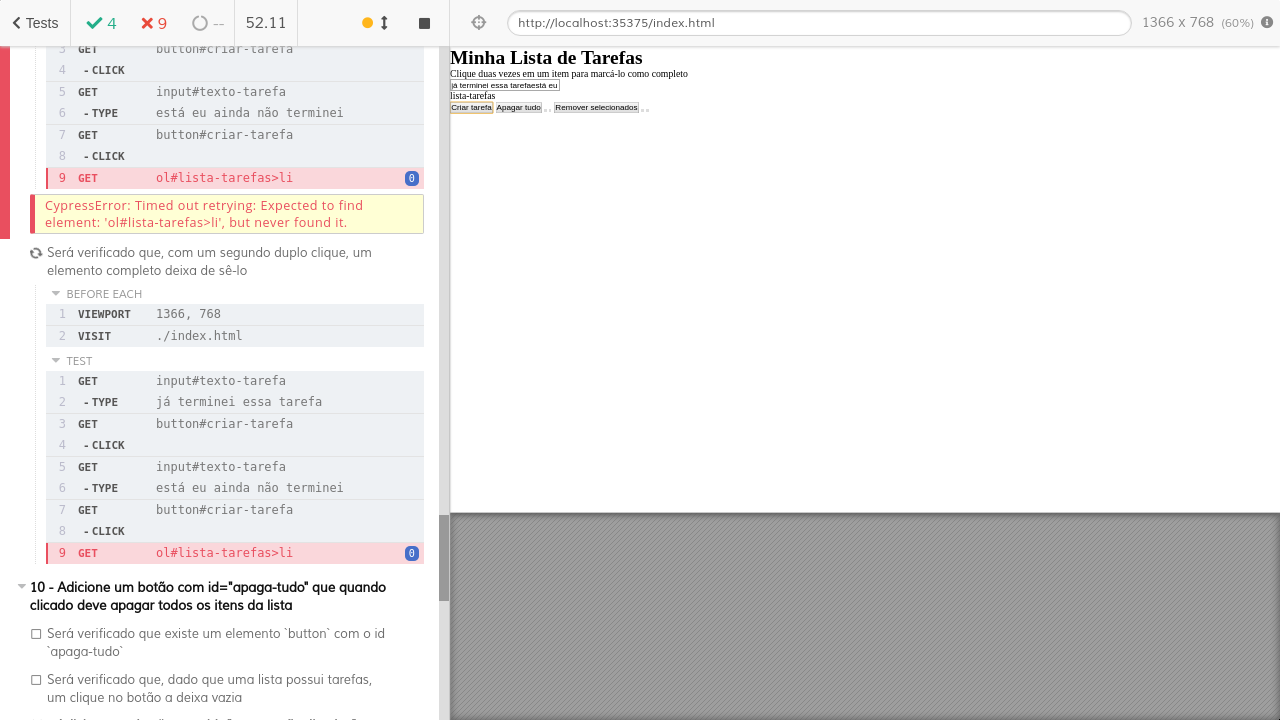 Tests
4
9
--
52.11
http://localhost:35375/index.html
1366 x 768 (60%)
3 GET button#criar-tarefa
4 -CLICK
5 GET input#texto-tarefa
6 -TYPE está eu ainda não terminei
7 GET button#criar-tarefa
8 -CLICK
9 GET ol#lista-tarefas>li 0
CypressError: Timed out retrying: Expected to find
element: 'ol#lista-tarefas>li', but never found it.
Será verificado que, com um segundo duplo clique, um
elemento completo deixa de sê-lo
BEFORE EACH
1 VIEWPORT 1366, 768
2 VISIT ./index.html
TEST
1 GET input#texto-tarefa
2 -TYPE já terminei essa tarefa
3 GET button#criar-tarefa
4 -CLICK
5 GET input#texto-tarefa
6 -TYPE está eu ainda não terminei
7 GET button#criar-tarefa
8 -CLICK
9 GET ol#lista-tarefas>li 0
10 - Adicione um botão com id="apaga-tudo" que quando
clicado deve apagar todos os itens da lista
Será verificado que existe um elemento `button` com o id
`apaga-tudo`
Será verificado que, dado que uma lista possui tarefas,
um clique no botão a deixa vazia
Minha Lista de Tarefas
Clique duas vezes em um item para marcá-lo como completo
já terminei essa tarefaestá eu
lista-tarefas
Criar tarefa Apagar tudo Remover selecionados